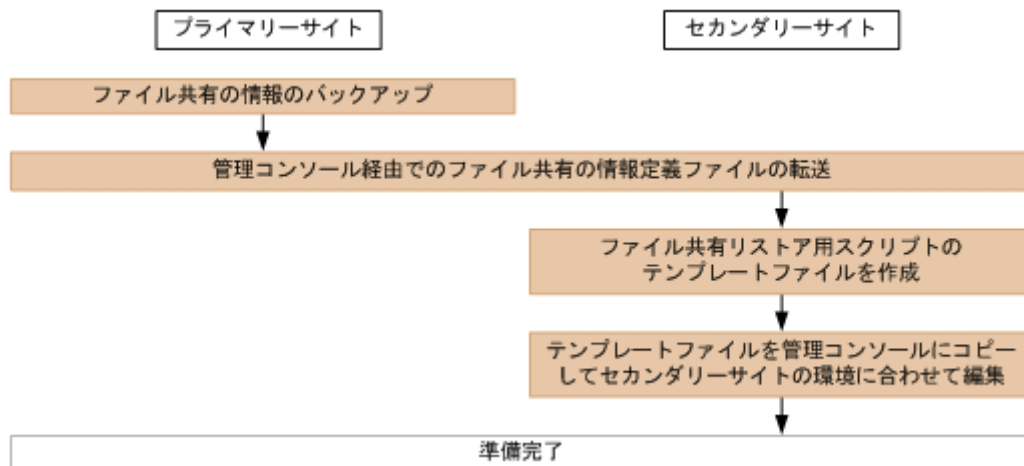 プライマリーサイト
セカンダリーサイト
ファイル共有の情報のバックアップ
管理コンソール経由でのファイル共有の情報定義ファイルの転送
ファイル共有リストア用スクリプトの
テンプレートファイルを作成
テンプレートファイルを管理コンソールにコピー
してセカンダリーサイトの環境に合わせて編集
準備完了